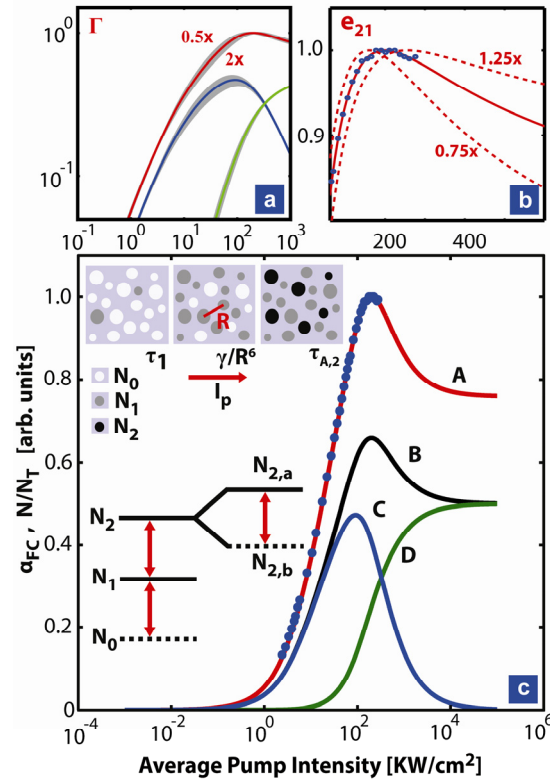 Γ
0.5x
2x
10⁰
10⁻¹
a
10⁻¹ 10⁰ 10¹ 10² 10³
e₂₁
1.25x
0.75x
1.0
0.9
b
200 400
α_FC , N/N_T [arb. units]
1.0
0.8
0.6
0.4
0.2
0
R
τ₁ γ/R⁶ τ_A,2
N₀
N₁
N₂
I_p
N₂,a
N₂
N₂,b
N₁
N₀
A
B
C
D
c
10⁻⁴ 10⁻² 10⁰ 10² 10⁴ 10⁶
Average Pump Intensity [KW/cm²]